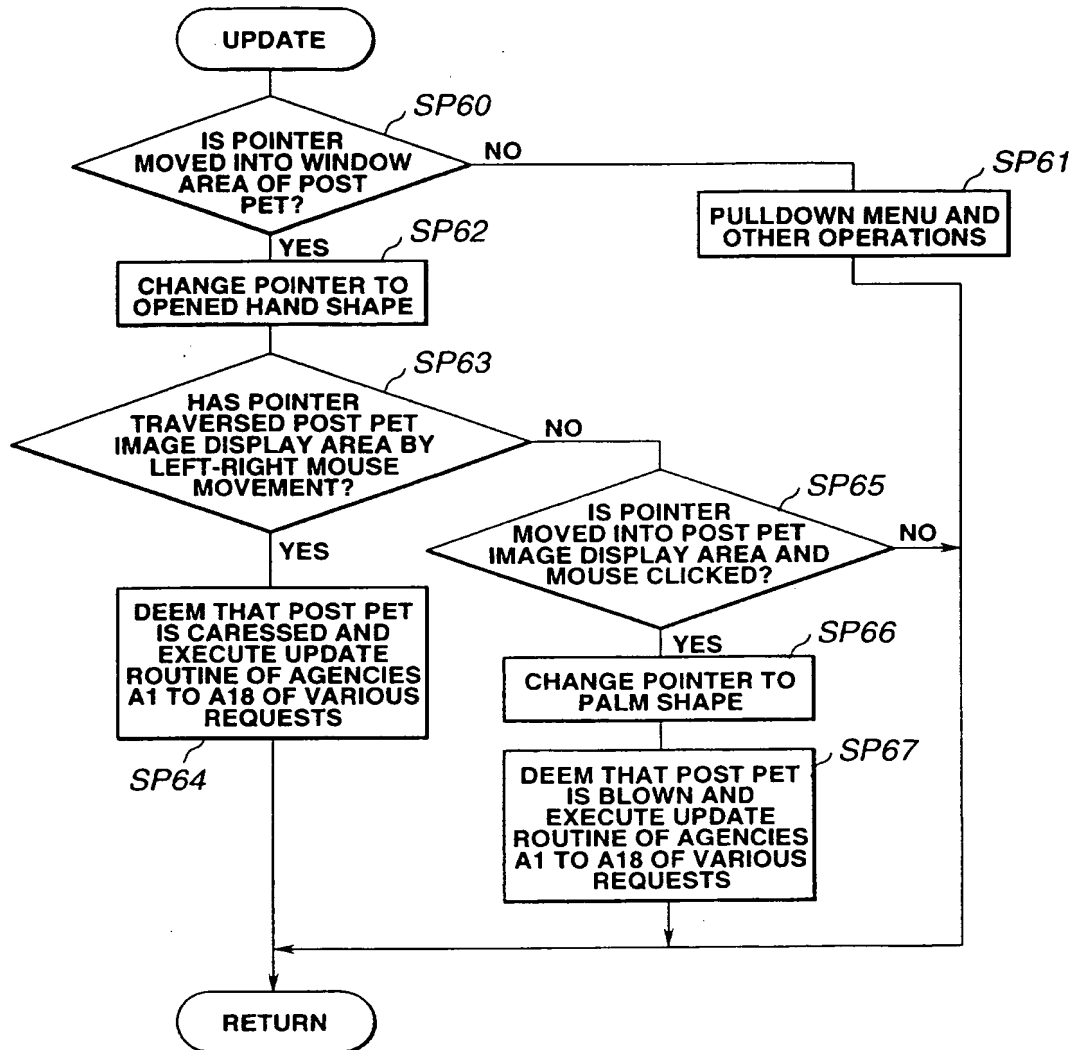 UPDATE
SP60
IS POINTER
MOVED INTO WINDOW
AREA OF POST
PET?
NO
SP61
PULLDOWN MENU AND
OTHER OPERATIONS
YES
SP62
CHANGE POINTER TO
OPENED HAND SHAPE
SP63
HAS POINTER
TRAVERSED POST PET
IMAGE DISPLAY AREA BY
LEFT-RIGHT MOUSE
MOVEMENT?
NO
YES
SP65
IS POINTER
MOVED INTO POST PET
IMAGE DISPLAY AREA AND
MOUSE CLICKED?
NO
YES
DEEM THAT POST PET
IS CARESSED AND
EXECUTE UPDATE
ROUTINE OF AGENCIES
A1 TO A18 OF VARIOUS
REQUESTS
SP64
SP66
CHANGE POINTER TO
PALM SHAPE
SP67
DEEM THAT POST PET
IS BLOWN AND
EXECUTE UPDATE
ROUTINE OF AGENCIES
A1 TO A18 OF VARIOUS
REQUESTS
RETURN